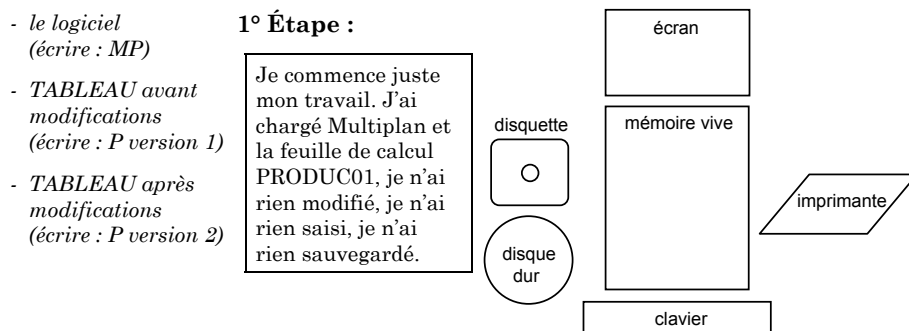 - le logiciel
(écrire : MP)
- TABLEAU avant
modifications
(écrire : P version 1)
- TABLEAU après
modifications
(écrire : P version 2)
1° Étape :
Je commence juste
mon travail. J'ai
chargé Multiplan et
la feuille de calcul
PRODUC01, je n'ai
rien modifié, je n'ai
rien saisi, je n'ai
rien sauvegardé.
écran
disquette
mémoire vive
imprimante
disque
dur
clavier